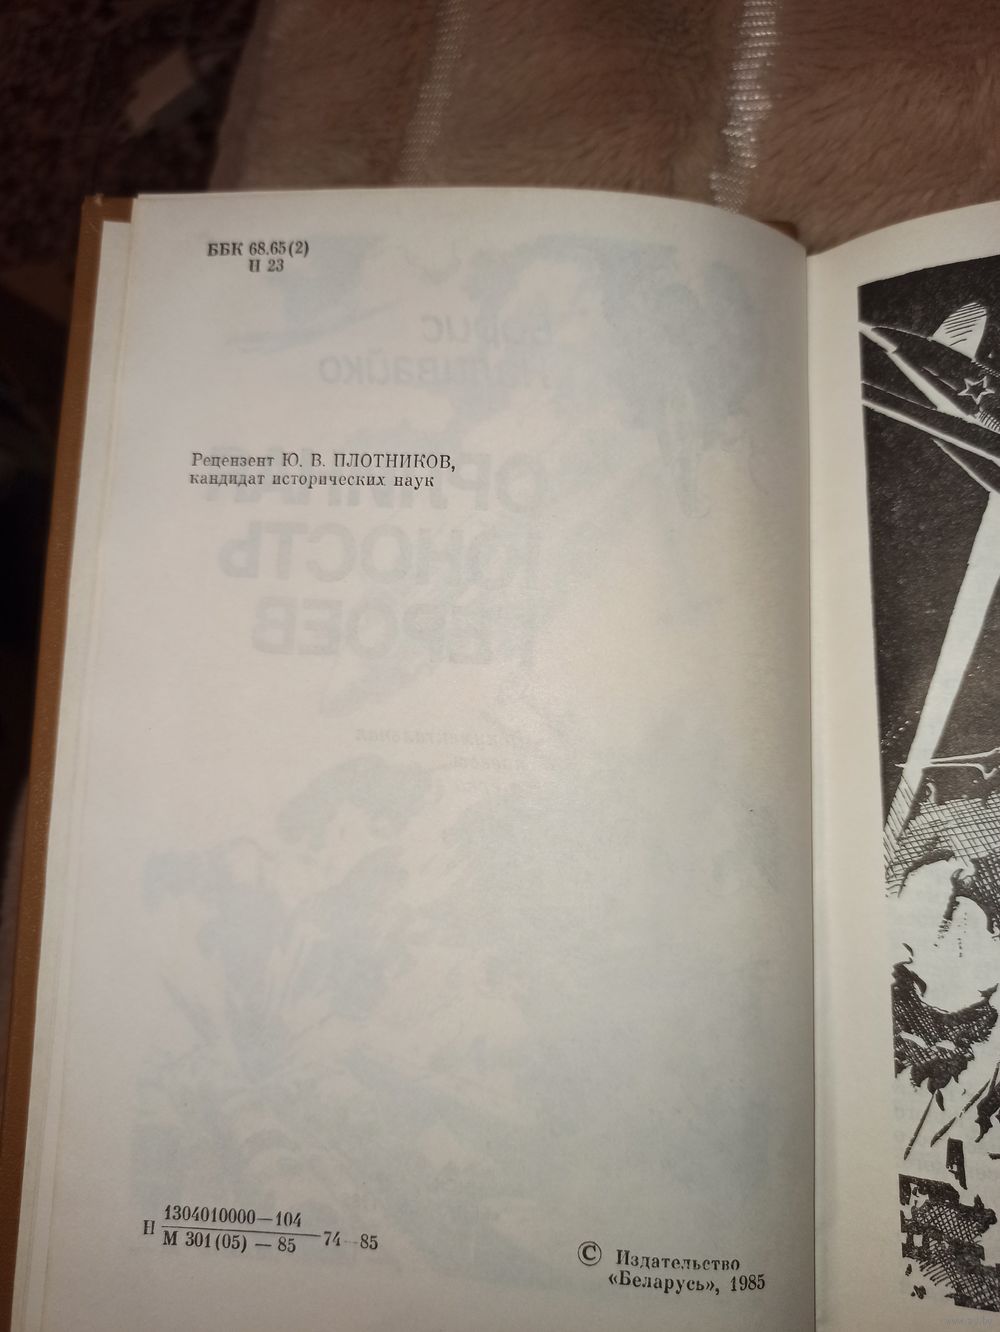 ББК 68.65(2)
Н 23
Рецензент Ю. В. ПЛОТНИКОВ,
кандидат исторических наук
Н 1304010000—104
М 301(05) — 85 —74—85
© Издательство
«Беларусь», 1985